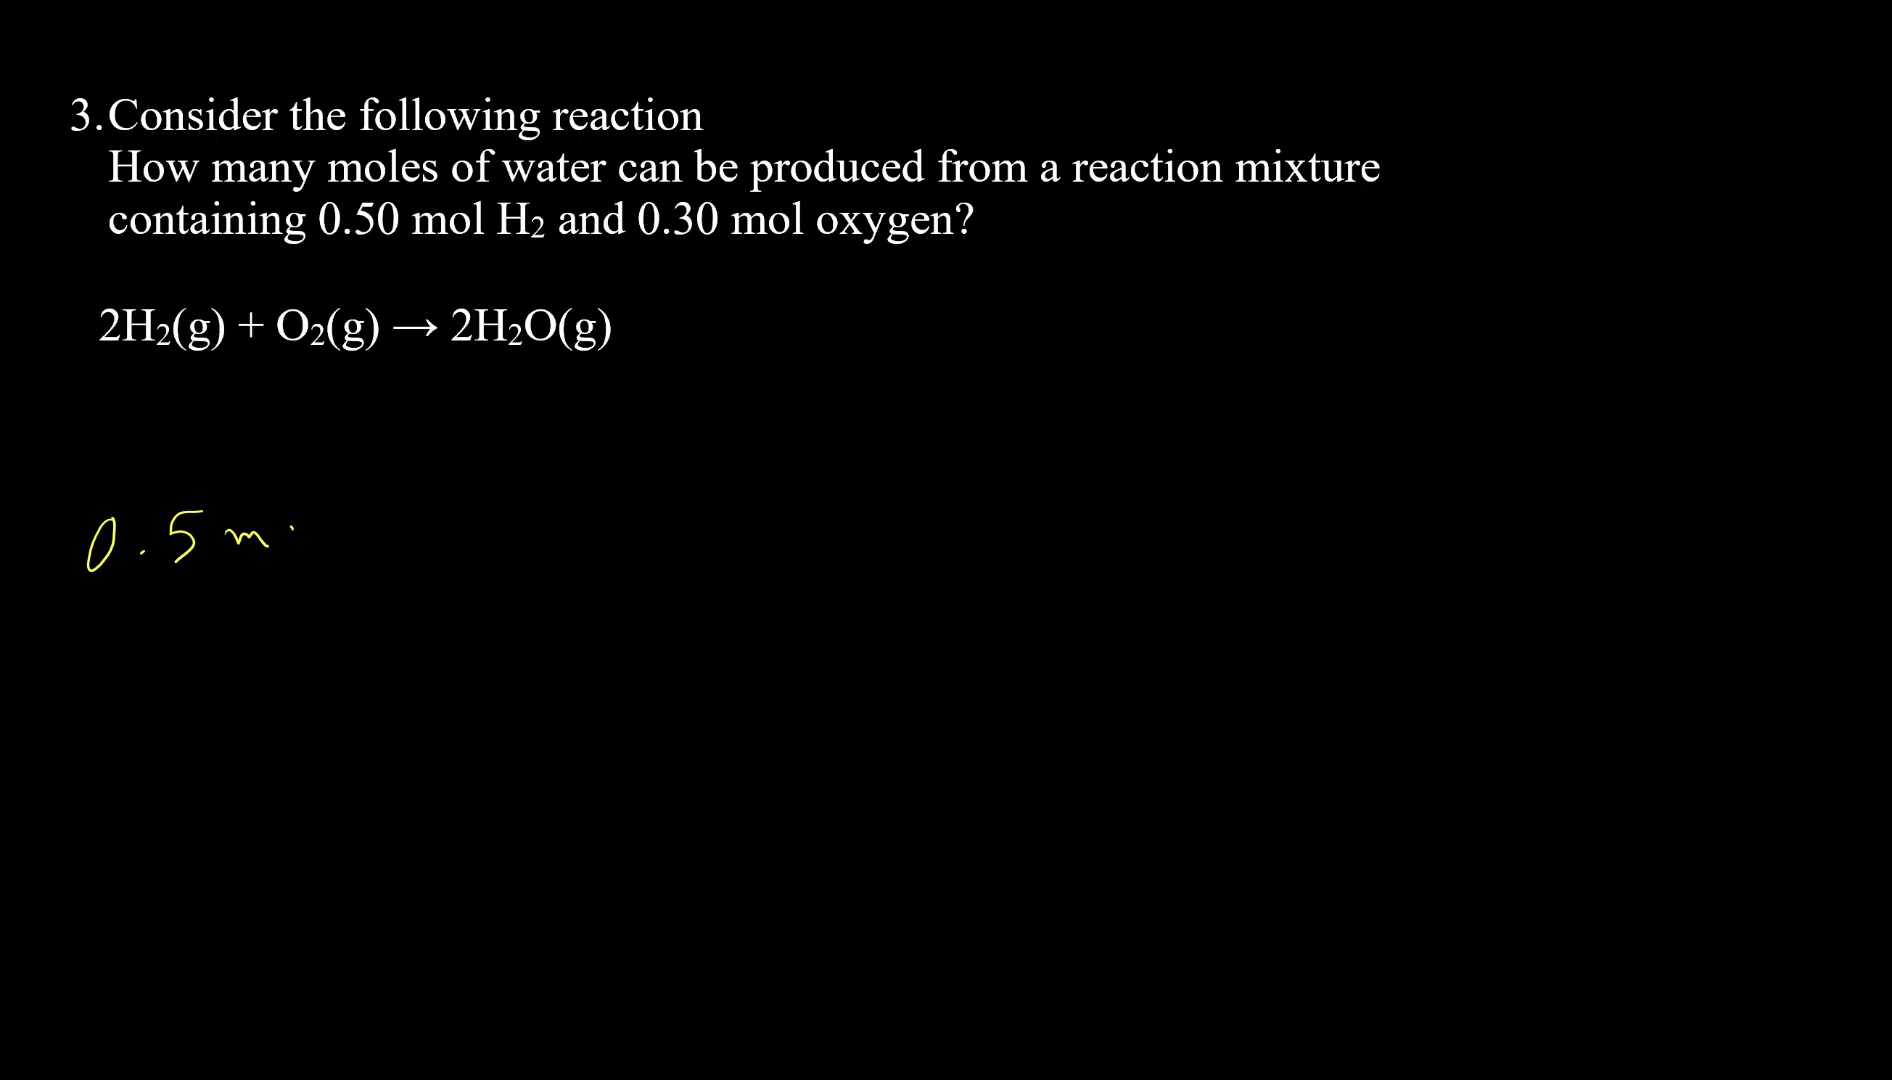 3. Consider the following reaction
How many moles of water can be produced from a reaction mixture
containing 0.50 mol H₂ and 0.30 mol oxygen?
2H₂(g) + O₂(g) → 2H₂O(g)
0.5 m